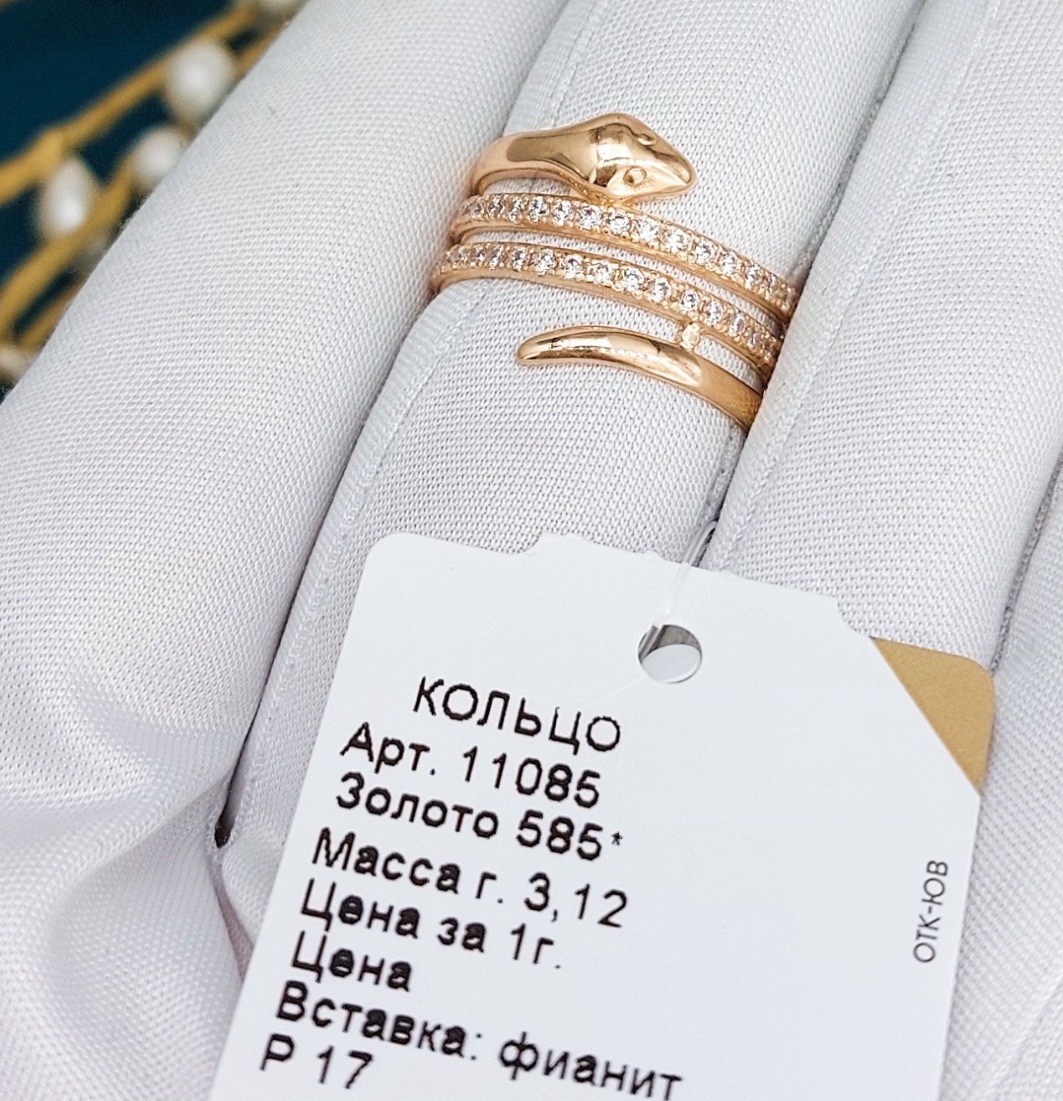 КОЛЬЦО
Арт. 11085
Золото 585*
Масса г. 3,12
Цена за 1г.
Цена
Вставка: фианит
Р 17
ОТК-ЮВ